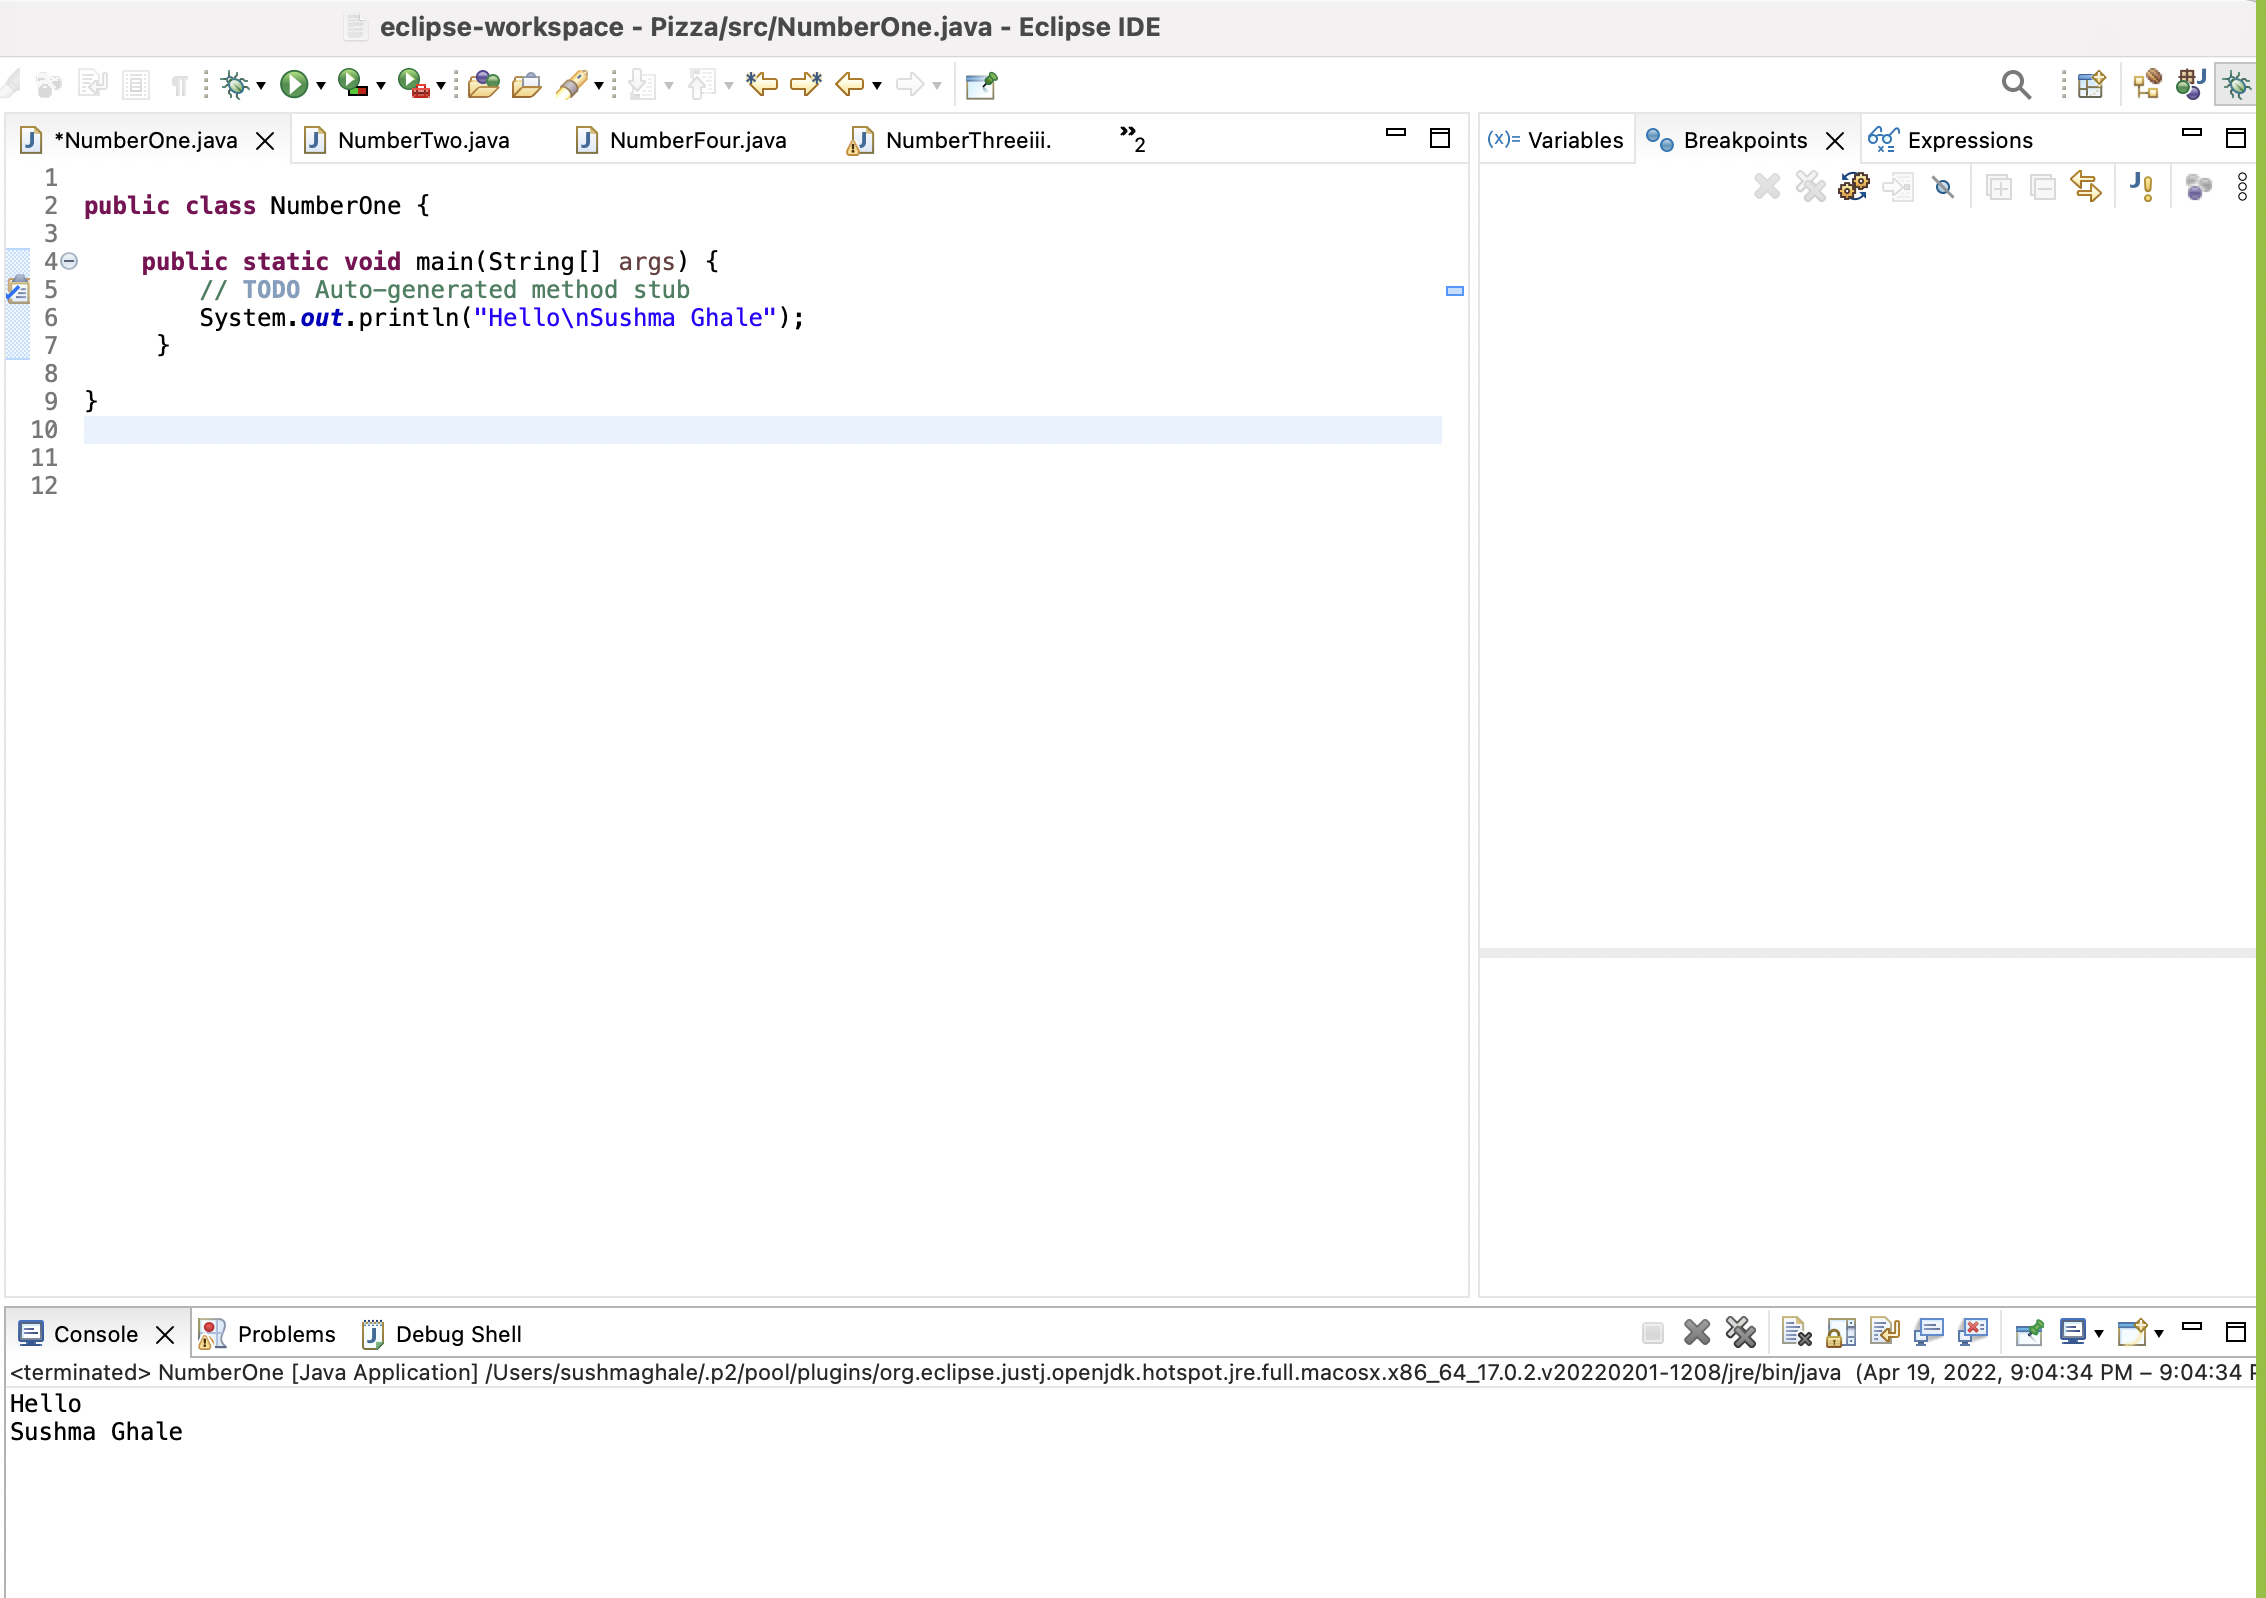 eclipse-workspace - Pizza/src/NumberOne.java - Eclipse IDE
*NumberOne.java NumberTwo.java NumberFour.java NumberThreeiii. »2
(x)= Variables Breakpoints Expressions
1
2 public class NumberOne {
3
4 public static void main(String[] args) {
5 // TODO Auto-generated method stub
6 System.out.println("Hello\nSushma Ghale");
7 }
8
9 }
10
11
12
Console Problems Debug Shell
<terminated> NumberOne [Java Application] /Users/sushmaghale/.p2/pool/plugins/org.eclipse.justj.openjdk.hotspot.jre.full.macosx.x86_64_17.0.2.v20220201-1208/jre/bin/java (Apr 19, 2022, 9:04:34 PM – 9:04:34
Hello
Sushma Ghale